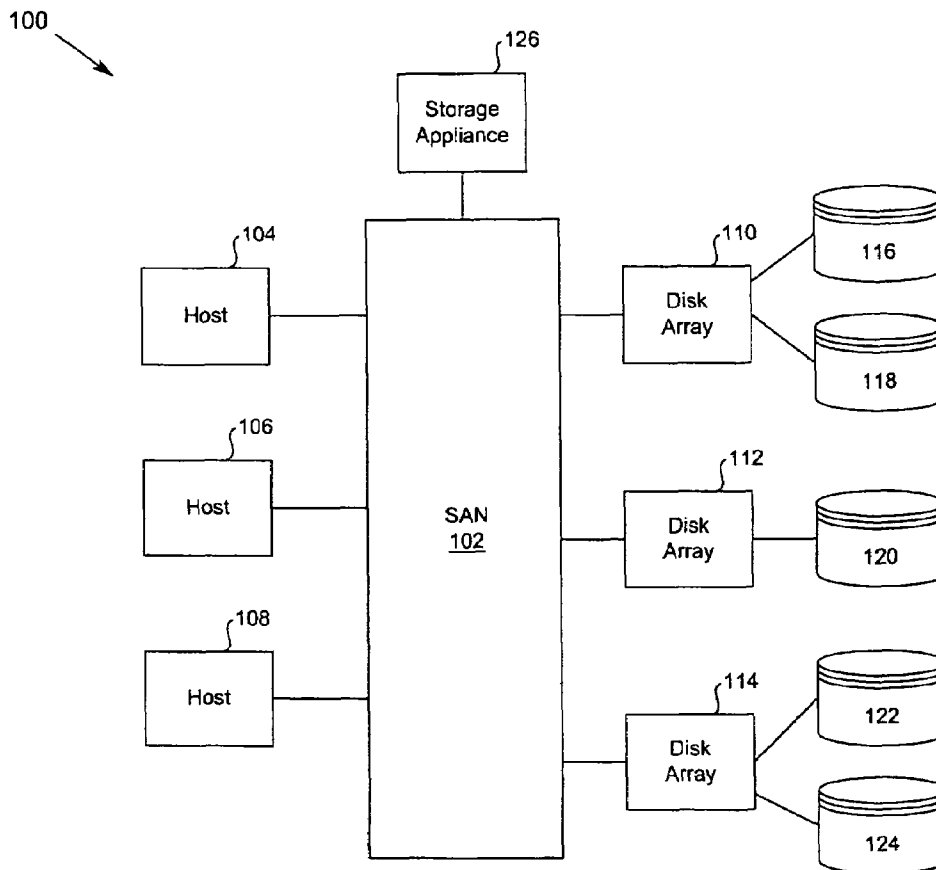 100
126
Storage
Appliance
104
Host
110
Disk
Array
116
118
106
Host
SAN
102
112
Disk
Array
120
108
Host
114
Disk
Array
122
124